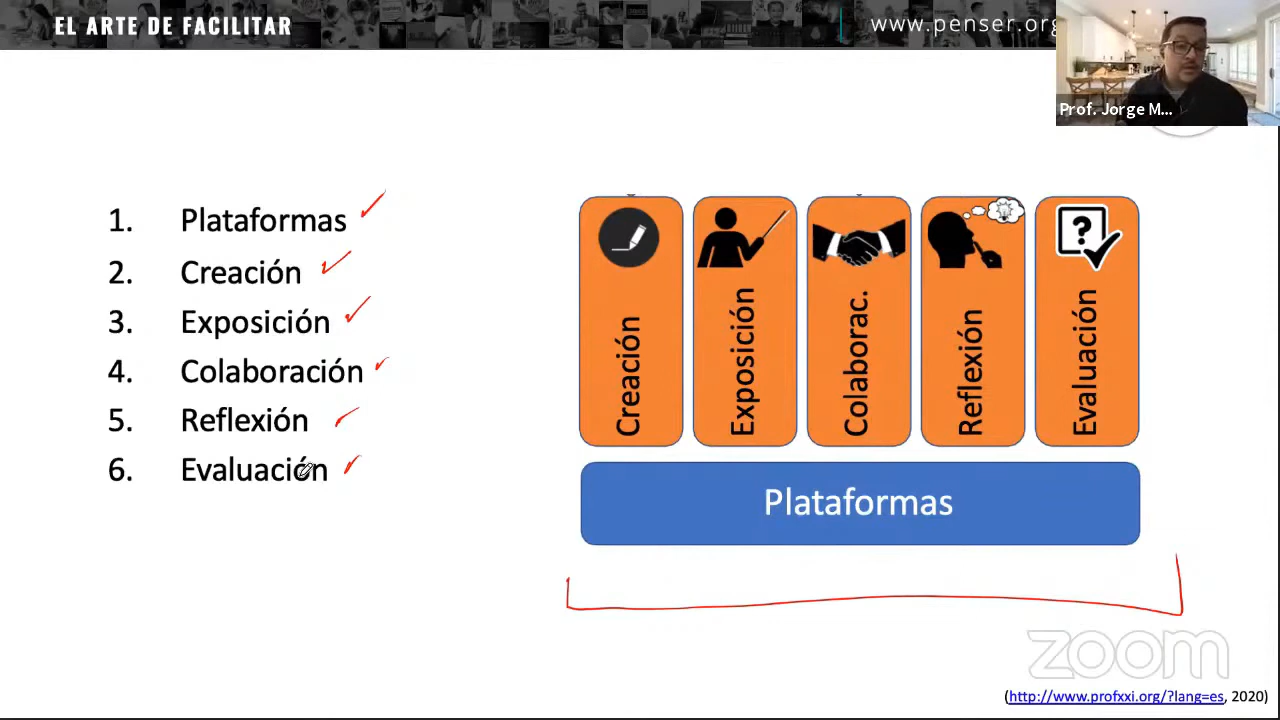 EL ARTE DE FACILITAR
www.penser.org
Prof. Jorge M...
1. Plataformas
2. Creación
3. Exposición
4. Colaboración
5. Reflexión
6. Evaluación
Creación
Exposición
Colaborac.
Reflexión
?
Evaluación
Plataformas
zoom
(http://www.profxxi.org/?lang=es, 2020)